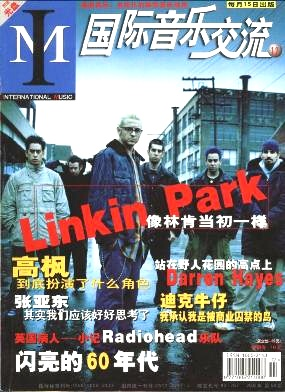 IM
INTERNATIONAL MUSIC
国际音乐交流
每月15日出版
Linkin Park
像林肯当初一样
高枫
到底扮演了什么角色
站在野人花园的高点上
Darren Hayes
张亚东
其实我们应该好好思考了
迪克牛仔
我承认我是被商业囚禁的鸟
英国病人——小记Radiohead乐队
闪亮的60年代